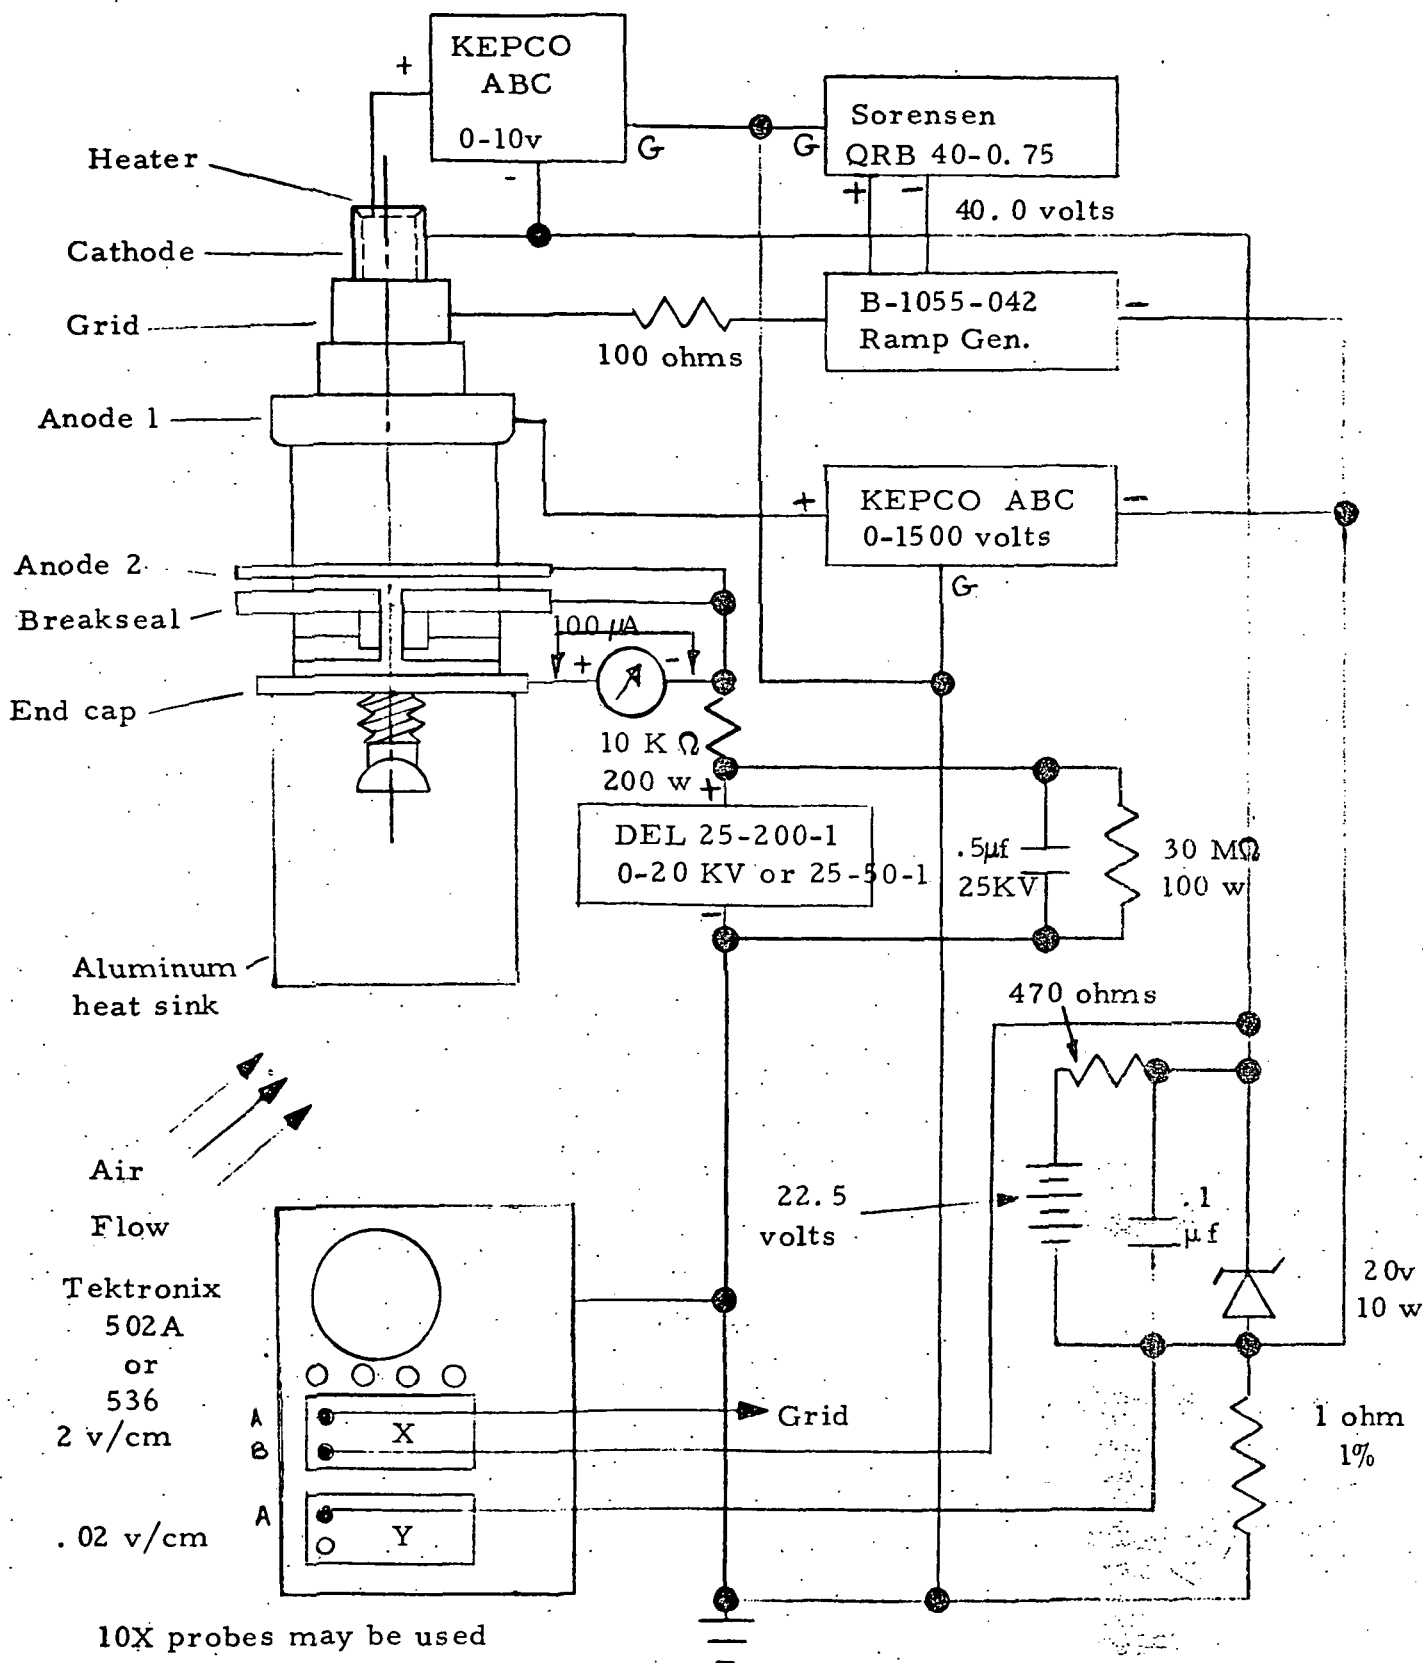 KEPCO
ABC
0-10v
+
-
G
G
Sorensen
QRB 40-0.75
+ -
40.0 volts
Heater
Cathode
Grid
100 ohms
B-1055-042
Ramp Gen.
-
Anode 1
+
KEPCO ABC
0-1500 volts
-
G
Anode 2
Breakseal
End cap
100 µA
+ -
10 K Ω
200 w
+
DEL 25-200-1
0-20 KV or 25-50-1
-
.5µf
25KV
30 MΩ
100 w
Aluminum
heat sink
470 ohms
Air
Flow
22.5
volts
.1
µf
20v
10 w
Tektronix
502A
or
536
2 v/cm
A
B
X
Grid
1 ohm
1%
.02 v/cm
A
Y
10X probes may be used